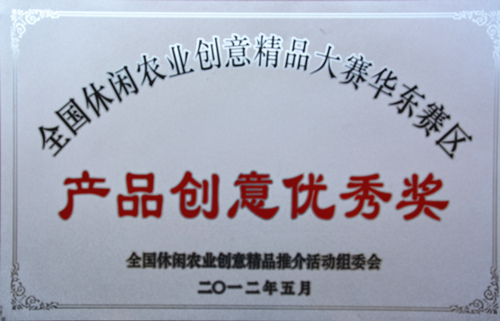 全国休闲农业创意精品大赛华东赛区
产品创意优秀奖
全国休闲农业创意精品推介活动组委会
二〇一二年五月